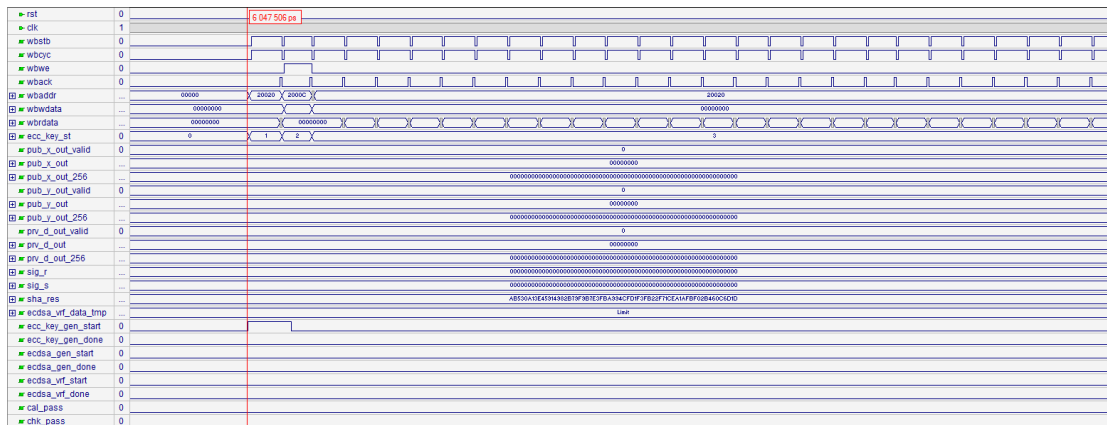 rst 0 6 047 506 ps
clk 1
wbstb 0
wbcyc 0
wbwe 0
wback 0
wbaddr ... 00000 20020 2000C 20020
wbwdata ... 00000000 00000000
wbrdata ... 00000000 00000000
ecc_key_st 0 0 1 2 3
pub_x_out_valid 0 0
pub_x_out ... 00000000
pub_x_out_256 ... 0000000000000000000000000000000000000000000000000000000000000000
pub_y_out_valid 0 0
pub_y_out ... 00000000
pub_y_out_256 ... 0000000000000000000000000000000000000000000000000000000000000000
prv_d_out_valid 0 0
prv_d_out ... 00000000
prv_d_out_256 ... 0000000000000000000000000000000000000000000000000000000000000000
sig_r ... 0000000000000000000000000000000000000000000000000000000000000000
sig_s ... 0000000000000000000000000000000000000000000000000000000000000000
sha_res ...
ecdsa_vrf_data_tmp ... Limit
ecc_key_gen_start 0
ecc_key_gen_done 0
ecdsa_gen_start 0
ecdsa_gen_done 0
ecdsa_vrf_start 0
ecdsa_vrf_done 0
cal_pass 0
chk_pass 0